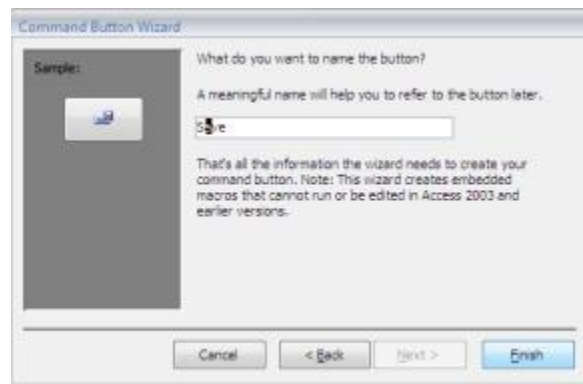 Command Button Wizard
Sample:
What do you want to name the button?
A meaningful name will help you to refer to the button later.
Save
That's all the information the wizard needs to create your
command button. Note: This wizard creates embedded
macros that cannot run or be edited in Access 2003 and
earlier versions.
Cancel
< Back
Next >
Finish